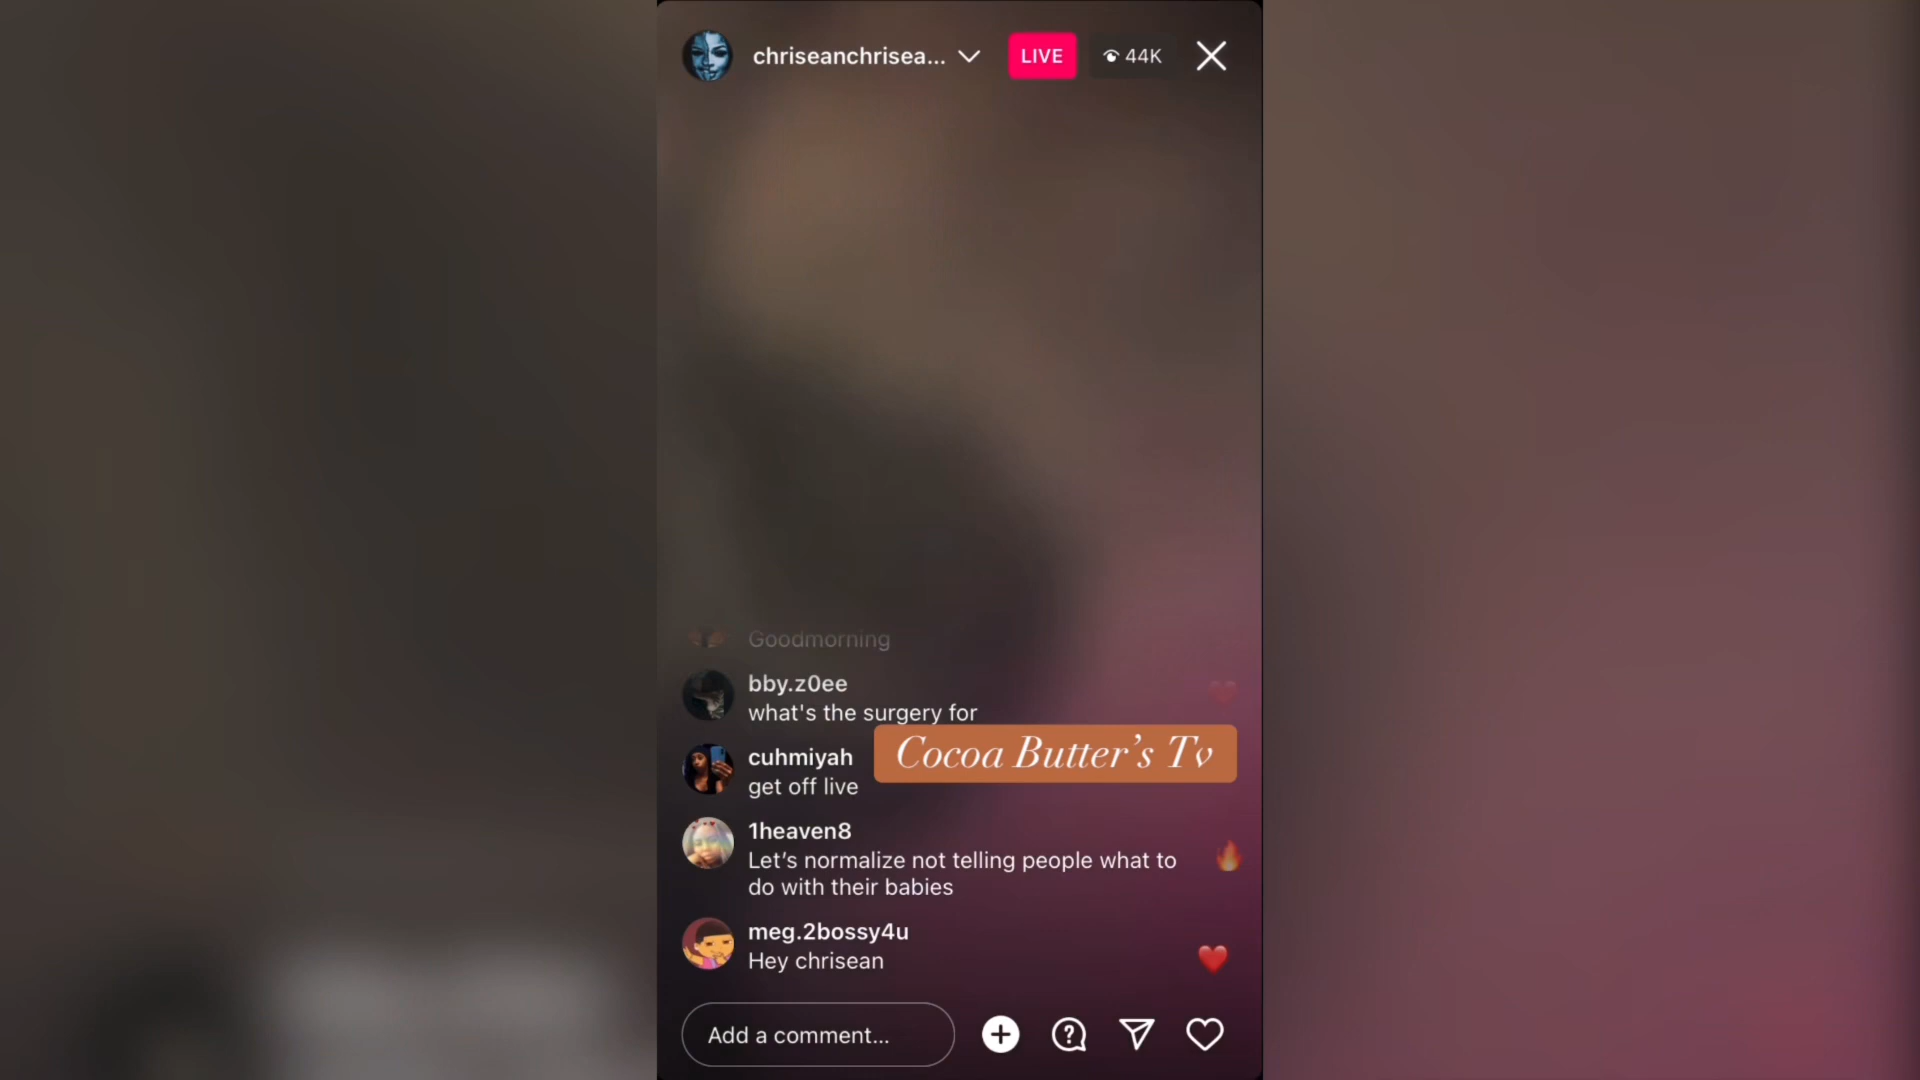 chriseanchrisea...
LIVE
44K
Goodmorning
bby.z0ee
what's the surgery for
Cocoa Butter's Tv
cuhmiyah
get off live
1heaven8
Let's normalize not telling people what to
do with their babies
meg.2bossy4u
Hey chrisean
Add a comment...